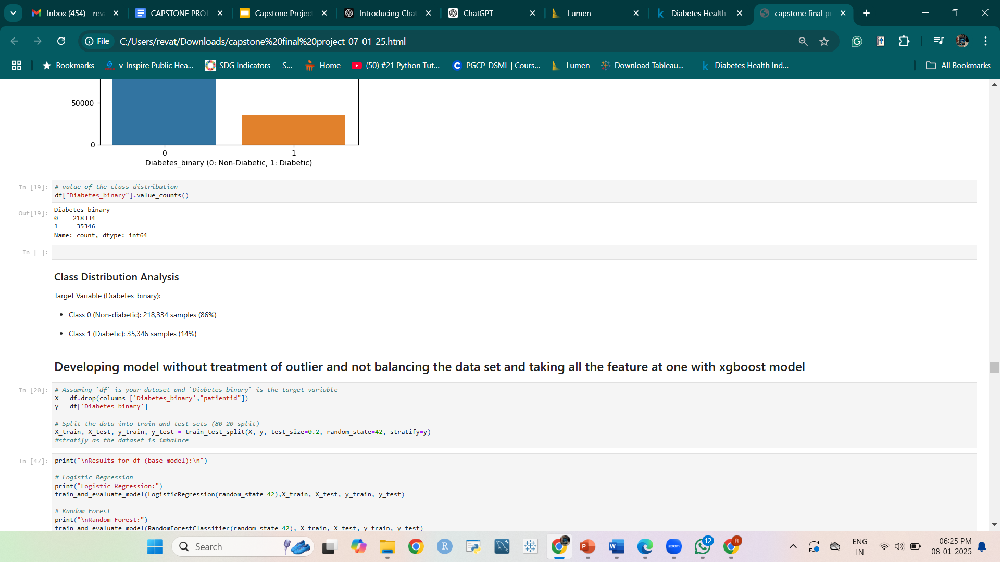 Inbox (454) - rev
CAPSTONE PRO
Capstone Project
Introducing Chat
ChatGPT
Lumen
Diabetes Health
capstone final pr
File
C:/Users/revat/Downloads/capstone%20final%20project_07_01_25.html
Bookmarks
v-Inspire Public Hea...
SDG Indicators — S...
Home
(50) #21 Python Tut...
PGCP-DSML | Cours...
Lumen
Download Tableau...
Diabetes Health Ind...
All Bookmarks
50000
0
0
1
Diabetes_binary (0: Non-Diabetic, 1: Diabetic)
In [19]:
# value of the class distribution
df["Diabetes_binary"].value_counts()
Out[19]:
Diabetes_binary
0    218334
1     35346
Name: count, dtype: int64
In [ ]:
Class Distribution Analysis
Target Variable (Diabetes_binary):
• Class 0 (Non-diabetic): 218,334 samples (86%)
• Class 1 (Diabetic): 35,346 samples (14%)
Developing model without treatment of outlier and not balancing the data set and taking all the feature at one with xgboost model
In [20]:
# Assuming `df` is your dataset and `Diabetes_binary` is the target variable
X = df.drop(columns=['Diabetes_binary',"patientid"])
y = df['Diabetes_binary']
# Split the data into train and test sets (80-20 split)
X_train, X_test, y_train, y_test = train_test_split(X, y, test_size=0.2, random_state=42, stratify=y)
#stratify as the dataset is imbalnce
In [47]:
print("\nResults for df (base model):\n")
# Logistic Regression
print("Logistic Regression:")
train_and_evaluate_model(LogisticRegression(random_state=42),X_train, X_test, y_train, y_test)
# Random Forest
print("\nRandom Forest:")
train_and_evaluate_model(RandomForestClassifier(random_state=42), X_train, X_test, y_train, y_test)
Search
R
P
W
zoom
12
R
ENG
IN
06:25 PM
08-01-2025